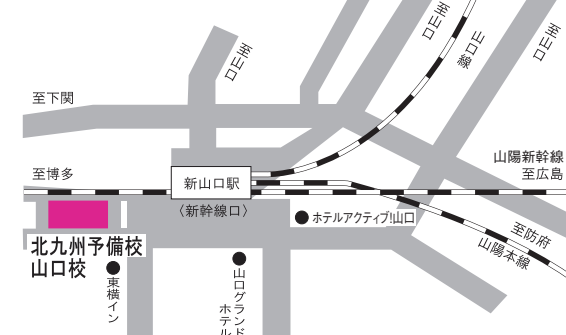 至山口
至山口
山口線
至山口
至下関
山陽新幹線
至広島
至博多
新山口駅
〈新幹線口〉
ホテルアクティブ!山口
至防府
山陽本線
北九州予備校
山口校
東横イン
山口グランド
ホテル